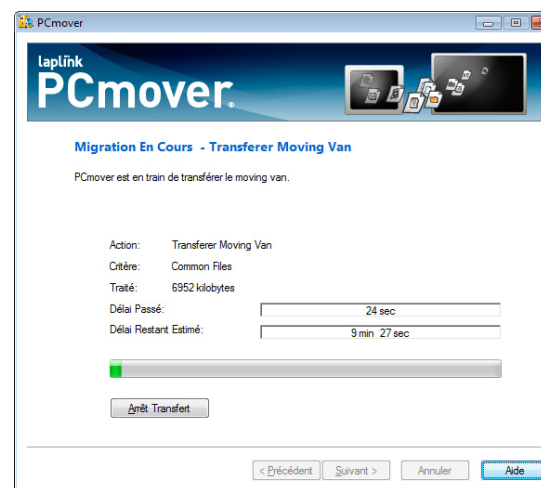 PCmover
laplink
PCmover.
Migration En Cours - Transferer Moving Van
PCmover est en train de transférer le moving van.
Action: Transferer Moving Van
Critère: Common Files
Traité: 6952 kilobytes
Délai Passé: 24 sec
Délai Restant Estimé: 9 min 27 sec
Arrêt Transfert
< Précédent Suivant > Annuler Aide